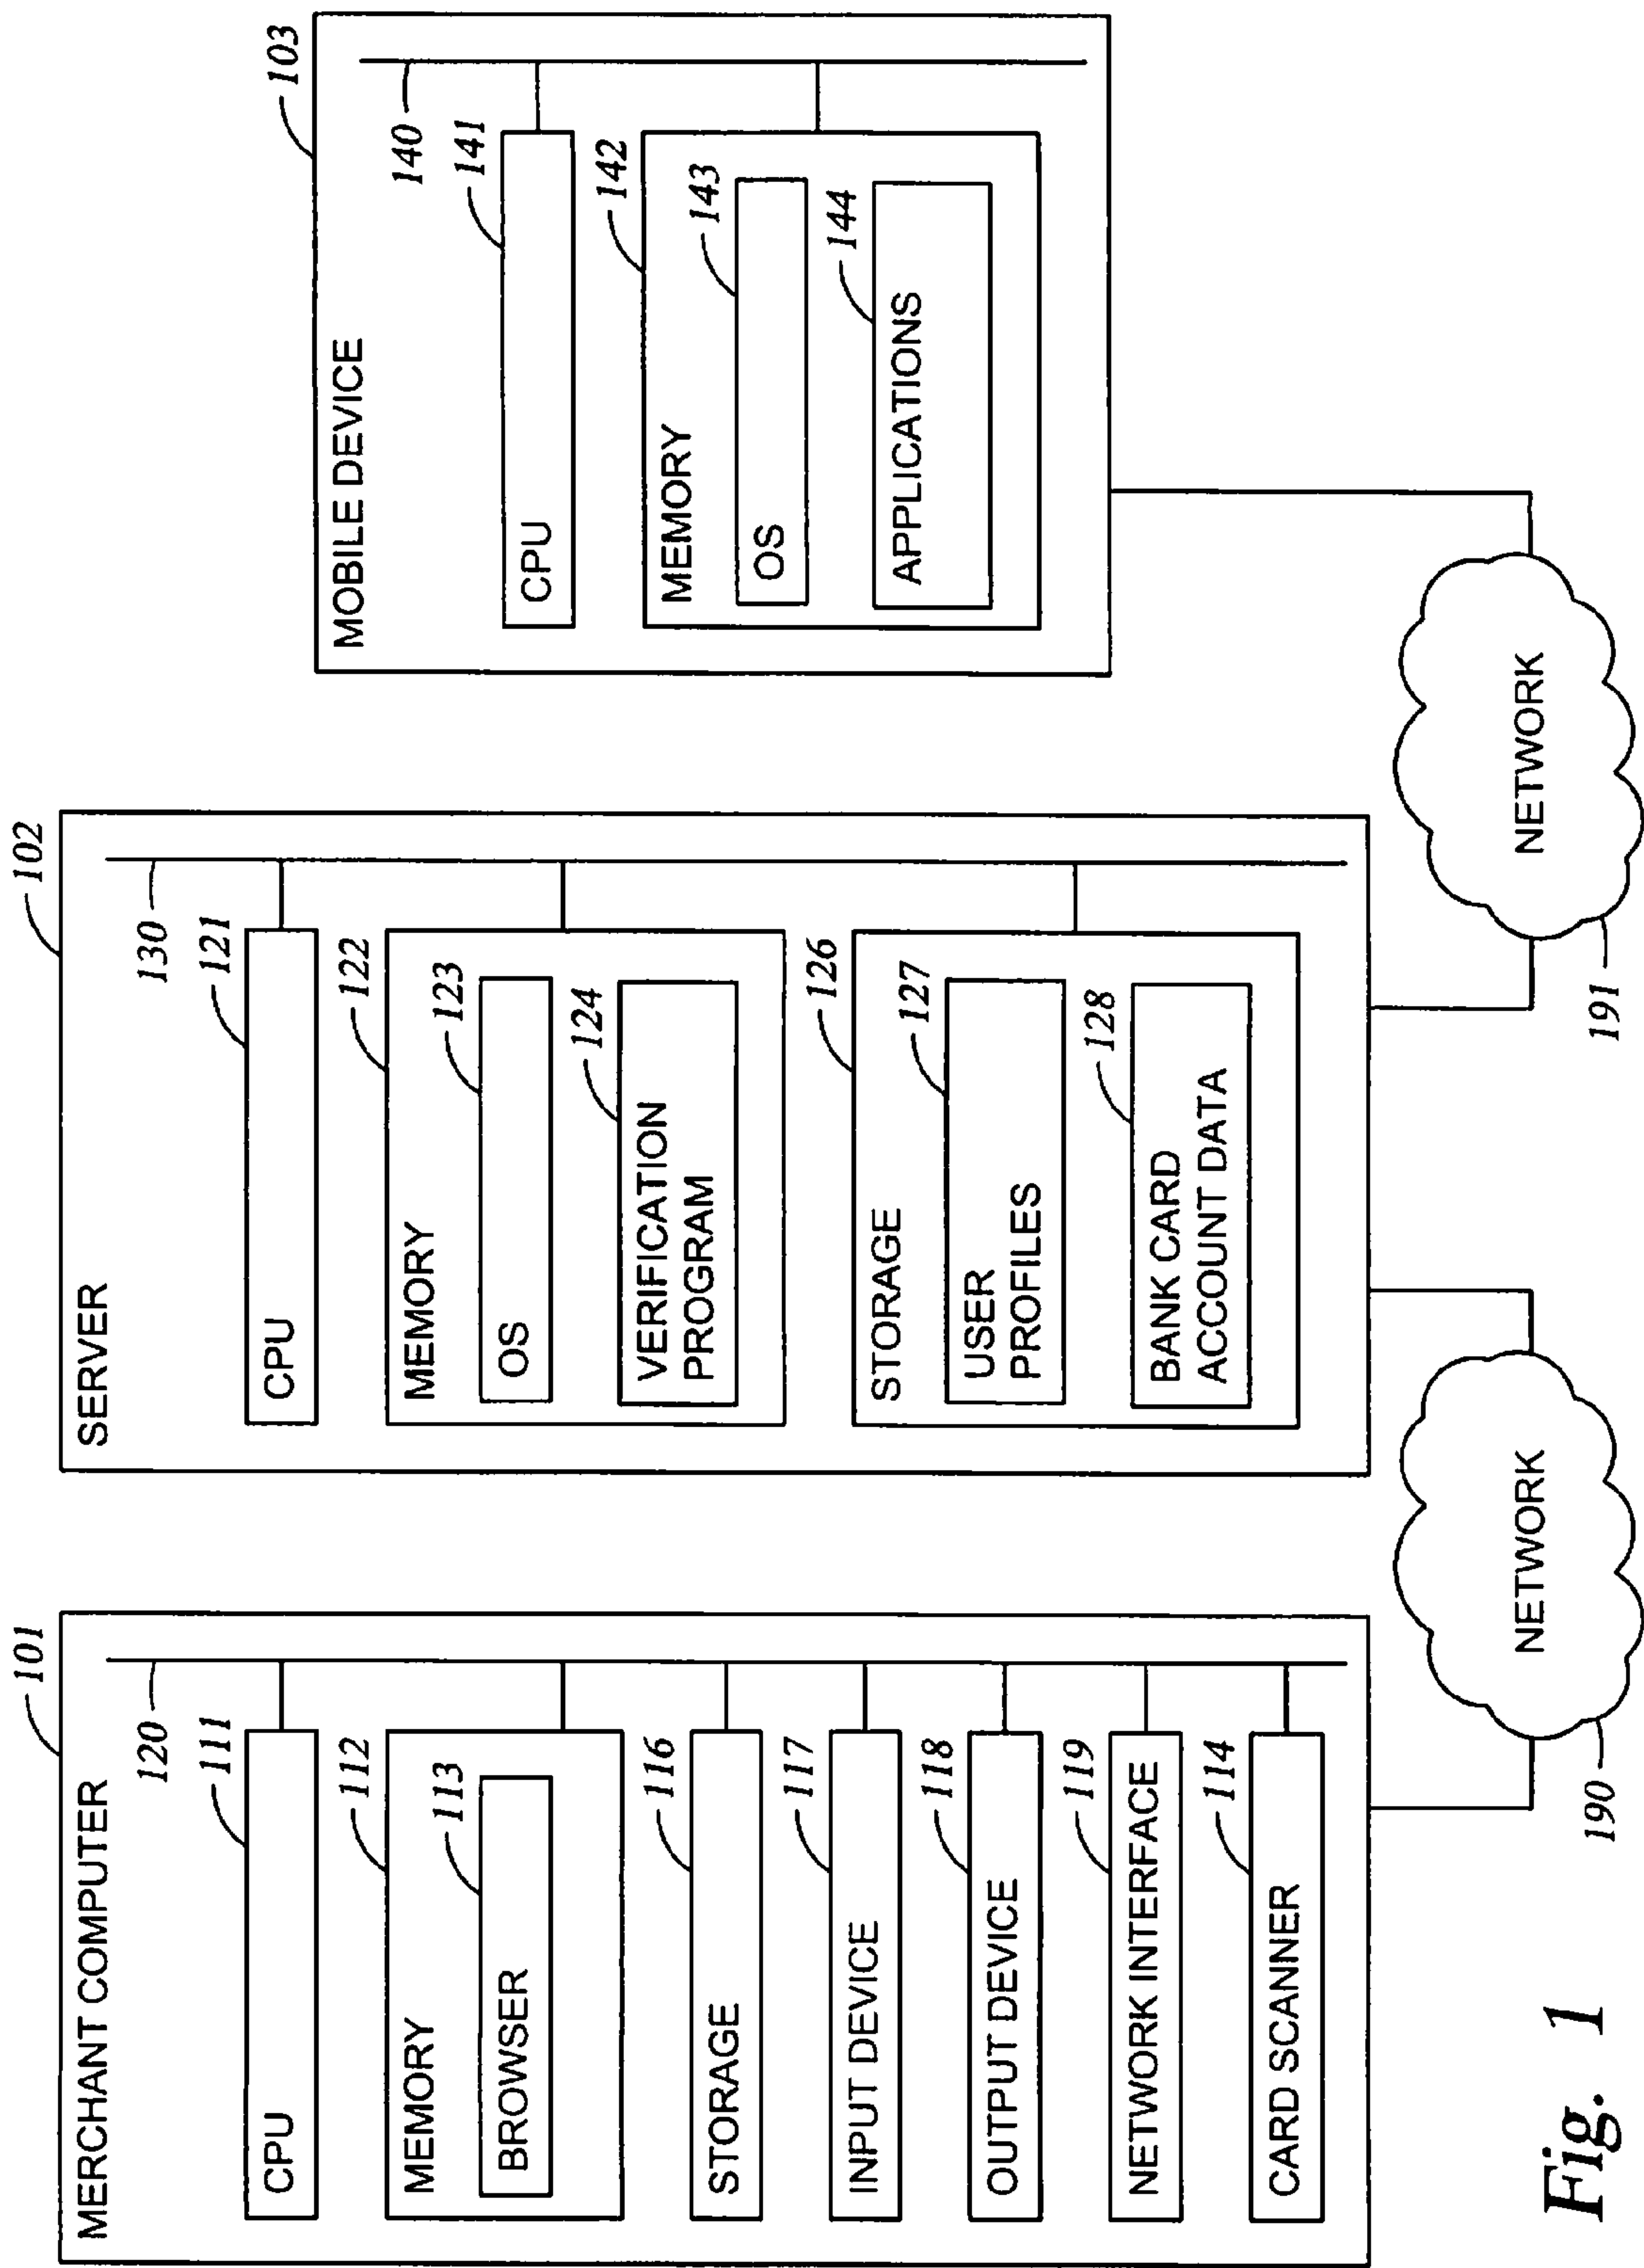 MERCHANT COMPUTER
101
120
CPU
111
MEMORY
112
BROWSER
113
STORAGE
116
INPUT DEVICE
117
OUTPUT DEVICE
118
NETWORK INTERFACE
119
CARD SCANNER
114
NETWORK
190
SERVER
102
130
CPU
121
MEMORY
122
OS
123
VERIFICATION
PROGRAM
124
STORAGE
126
USER
PROFILES
127
BANK CARD
ACCOUNT DATA
128
NETWORK
191
MOBILE DEVICE
103
140
CPU
141
MEMORY
142
OS
143
APPLICATIONS
144
Fig. 1